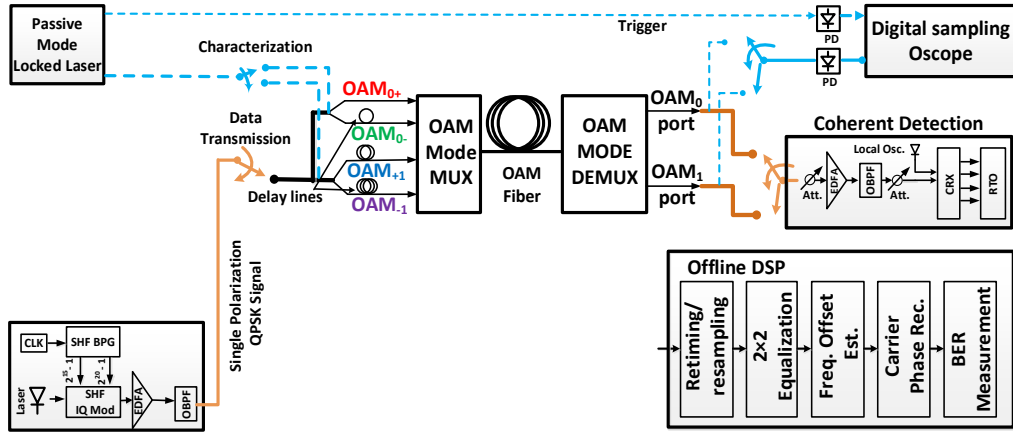 Passive
Mode
Locked Laser
Characterization
Trigger
PD
PD
Digital sampling
Oscope
Data
Transmission
Delay lines
OAM0+
OAM0-
OAM+1
OAM-1
OAM
Mode
MUX
OAM
Fiber
OAM
MODE
DEMUX
OAM0
port
OAM1
port
Coherent Detection
Local Osc.
Att.
EDFA
OBPF
Att.
CRX
RTO
Single Polarization
QPSK Signal
CLK
SHF BPG
2^15 - 1
2^20 - 1
Laser
SHF
IQ Mod
EDFA
OBPF
Offline DSP
Retiming/
resampling
2×2
Equalization
Freq. Offset
Est.
Carrier
Phase Rec.
BER
Measurement